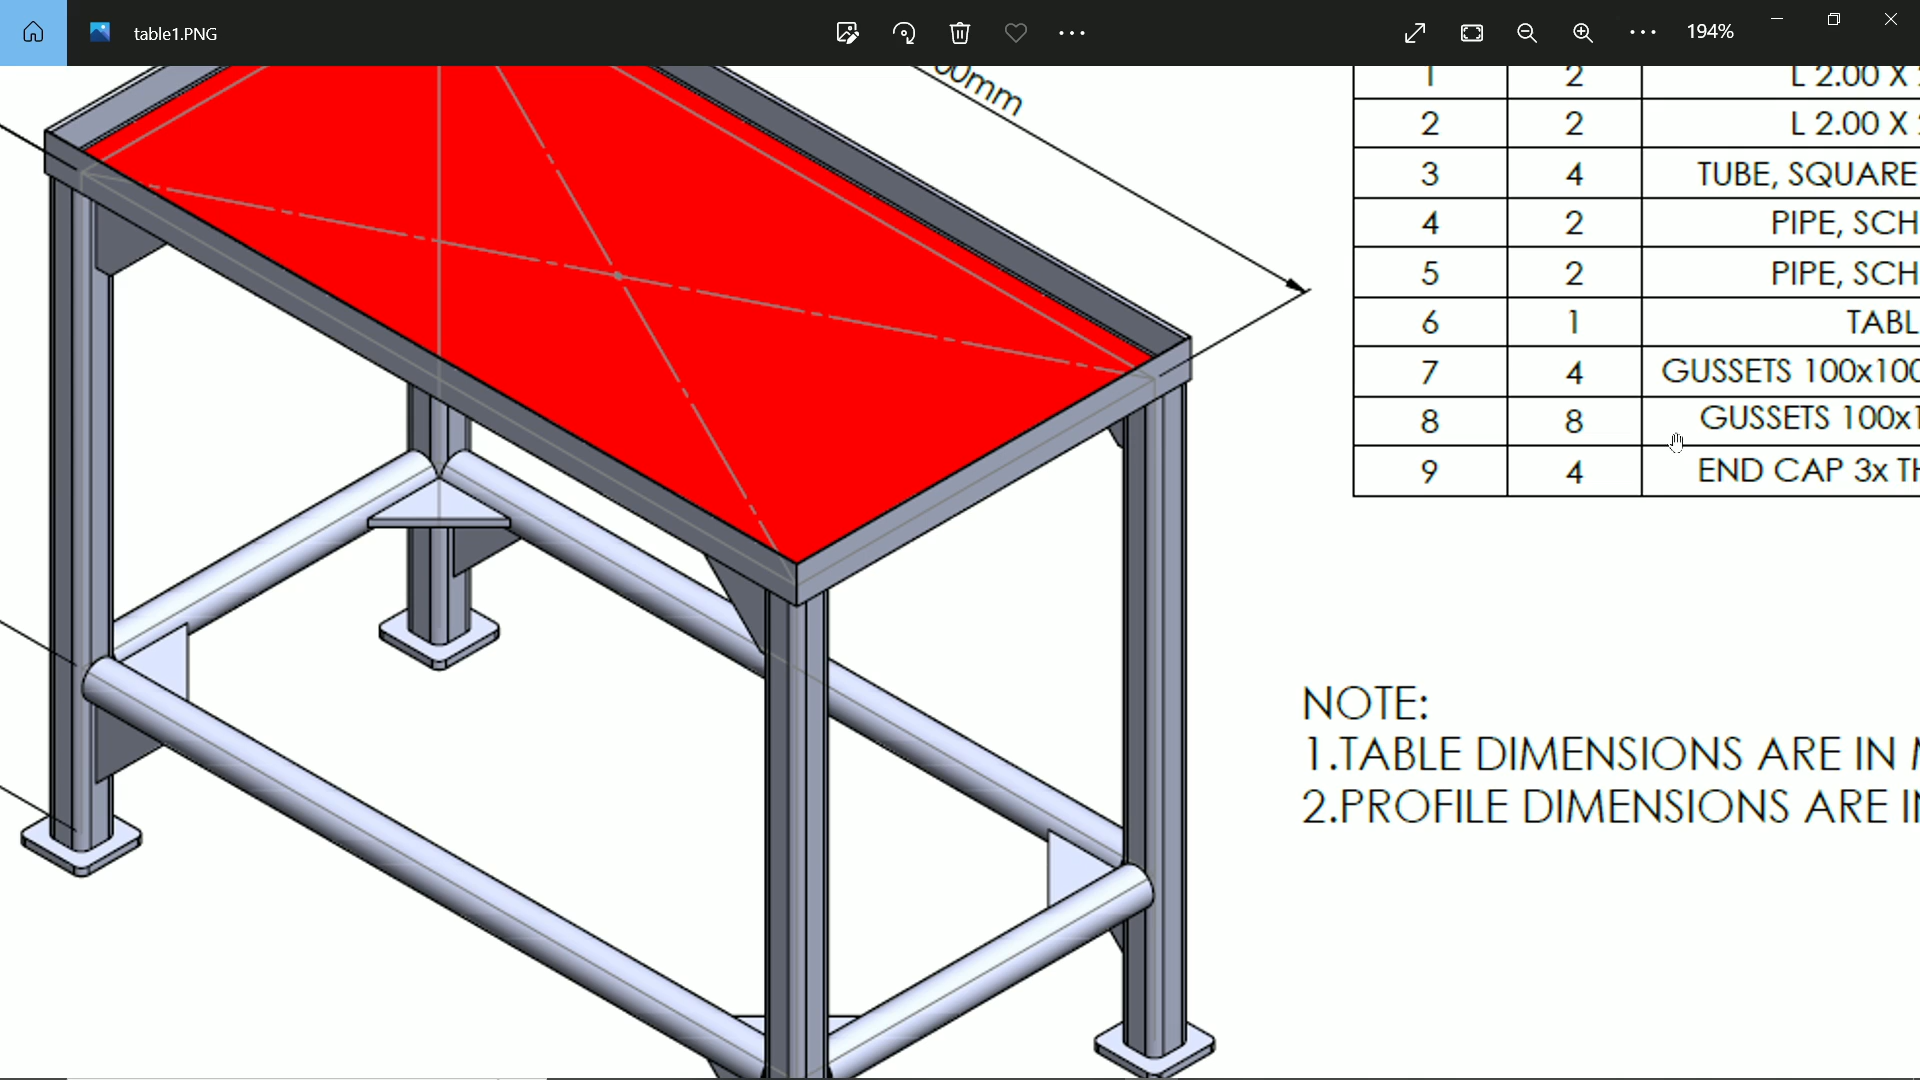 table1.PNG
194%
00mm
1 2 L 2.00 X
2 2 L 2.00 X
3 4 TUBE, SQUARE
4 2 PIPE, SCH
5 2 PIPE, SCH
6 1 TABL
7 4 GUSSETS 100x100
8 8 GUSSETS 100x1
9 4 END CAP 3x TH
NOTE:
1.TABLE DIMENSIONS ARE IN
2.PROFILE DIMENSIONS ARE IN